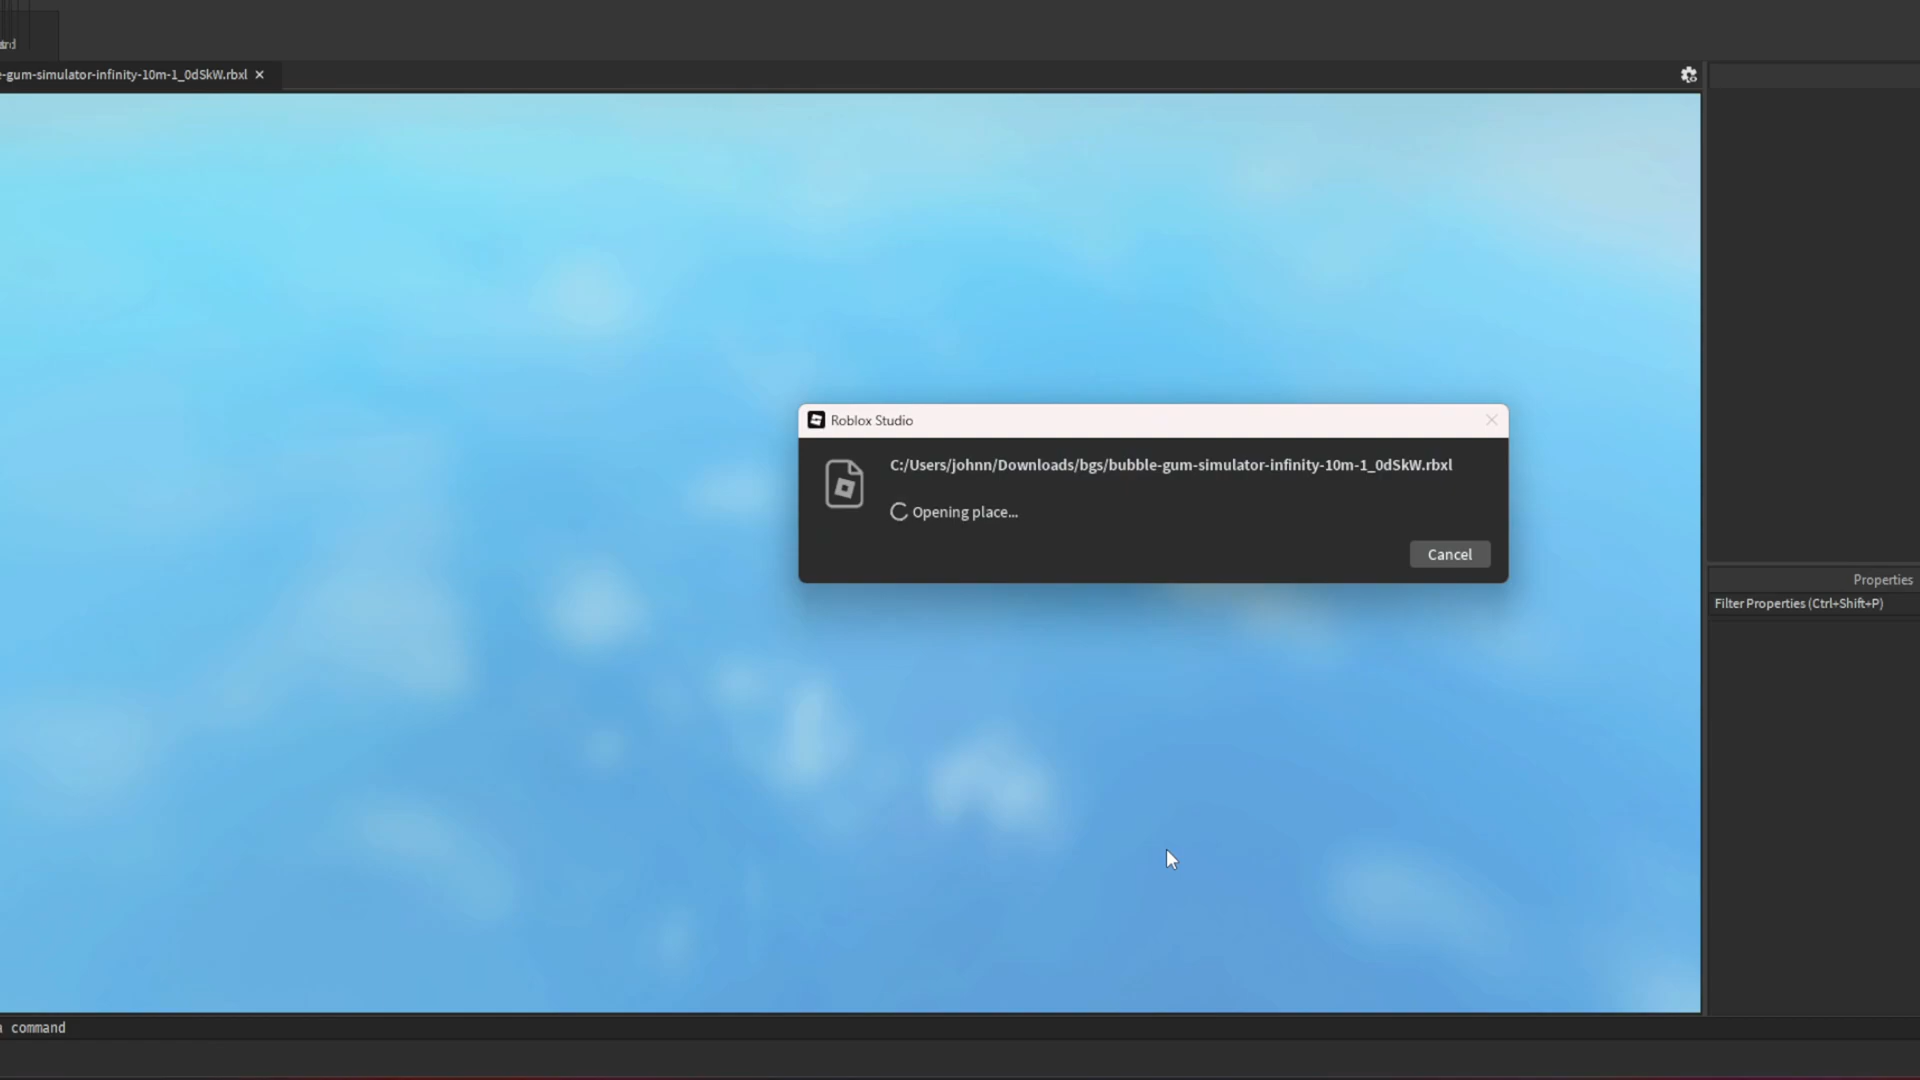 -gum-simulator-infinity-10m-1_0dSkW.rbxl
Roblox Studio
C:/Users/johnn/Downloads/bgs/bubble-gum-simulator-infinity-10m-1_0dSkW.rbxl
Opening place...
Cancel
Properties
Filter Properties (Ctrl+Shift+P)
command